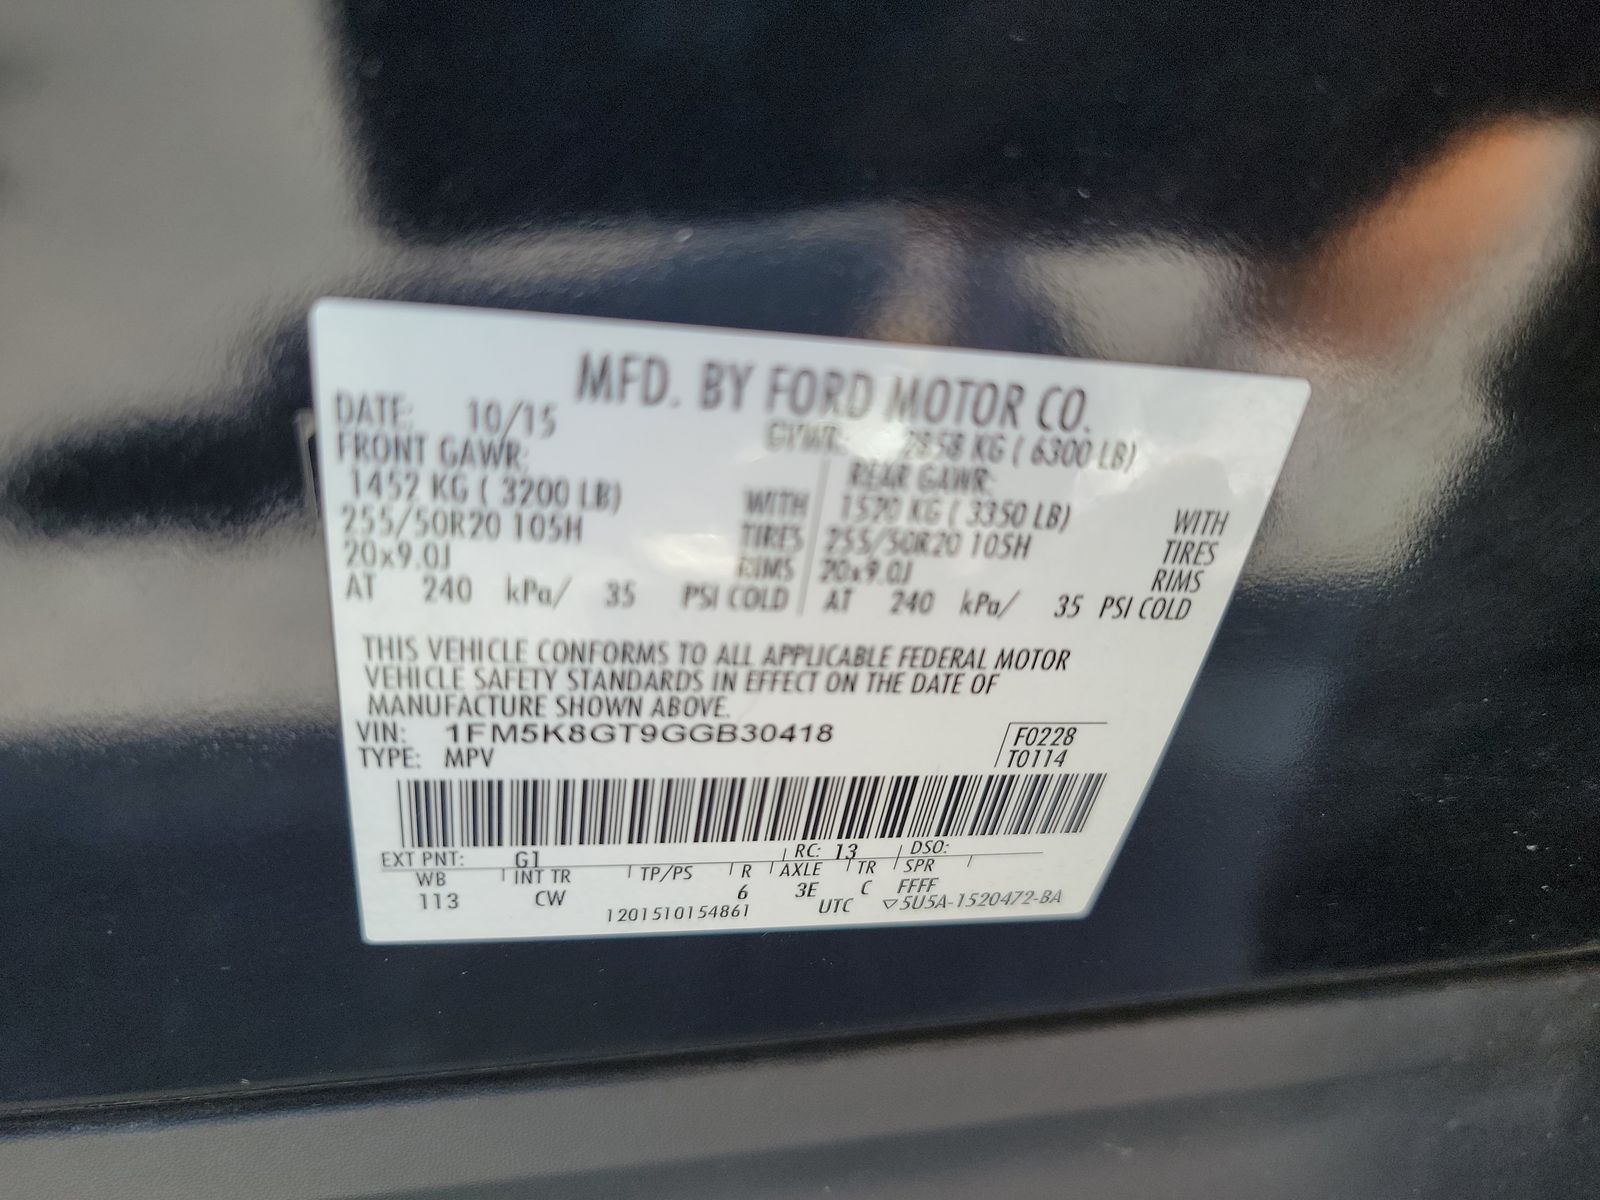 MFD. BY FORD MOTOR CO.
DATE: 10/15 GVWR: 2858 KG ( 6300 LB)
FRONT GAWR: REAR GAWR:
1452 KG ( 3200 LB) WITH 1520 KG ( 3350 LB) WITH
255/50R20 105H TIRES 255/50R20 105H TIRES
20x9.0J RIMS 20x9.0J RIMS
AT 240 kPa/ 35 PSI COLD AT 240 kPa/ 35 PSI COLD
THIS VEHICLE CONFORMS TO ALL APPLICABLE FEDERAL MOTOR
VEHICLE SAFETY STANDARDS IN EFFECT ON THE DATE OF
MANUFACTURE SHOWN ABOVE.
VIN: 1FM5K8GT9GGB30418 F0228
TYPE: MPV T0114
EXT PNT: G1 RC: 13 DSO:
WB INT TR TP/PS R AXLE TR SPR
113 CW 6 3E C FFFF
1201510154861 UTC ▽5U5A-1520472-BA